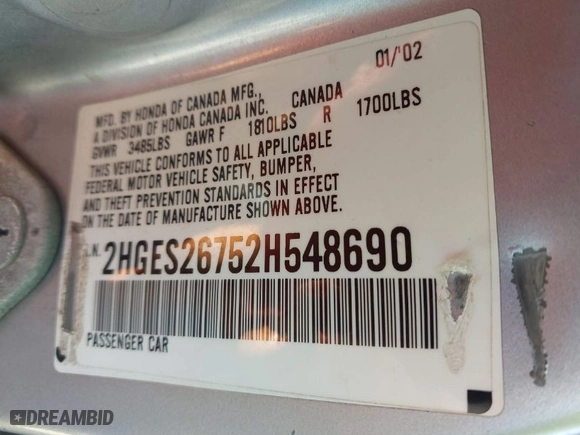 01/'02
MFD. BY HONDA OF CANADA MFG.,
A DIVISION OF HONDA CANADA INC. CANADA
GVWR 3485LBS GAWR F 1810LBS R 1700LBS
THIS VEHICLE CONFORMS TO ALL APPLICABLE
FEDERAL MOTOR VEHICLE SAFETY, BUMPER,
AND THEFT PREVENTION STANDARDS IN EFFECT
ON THE DATE OF MANUFACTURE SHOWN ABOVE.
.N. 2HGES26752H548690
PASSENGER CAR
DREAMBID